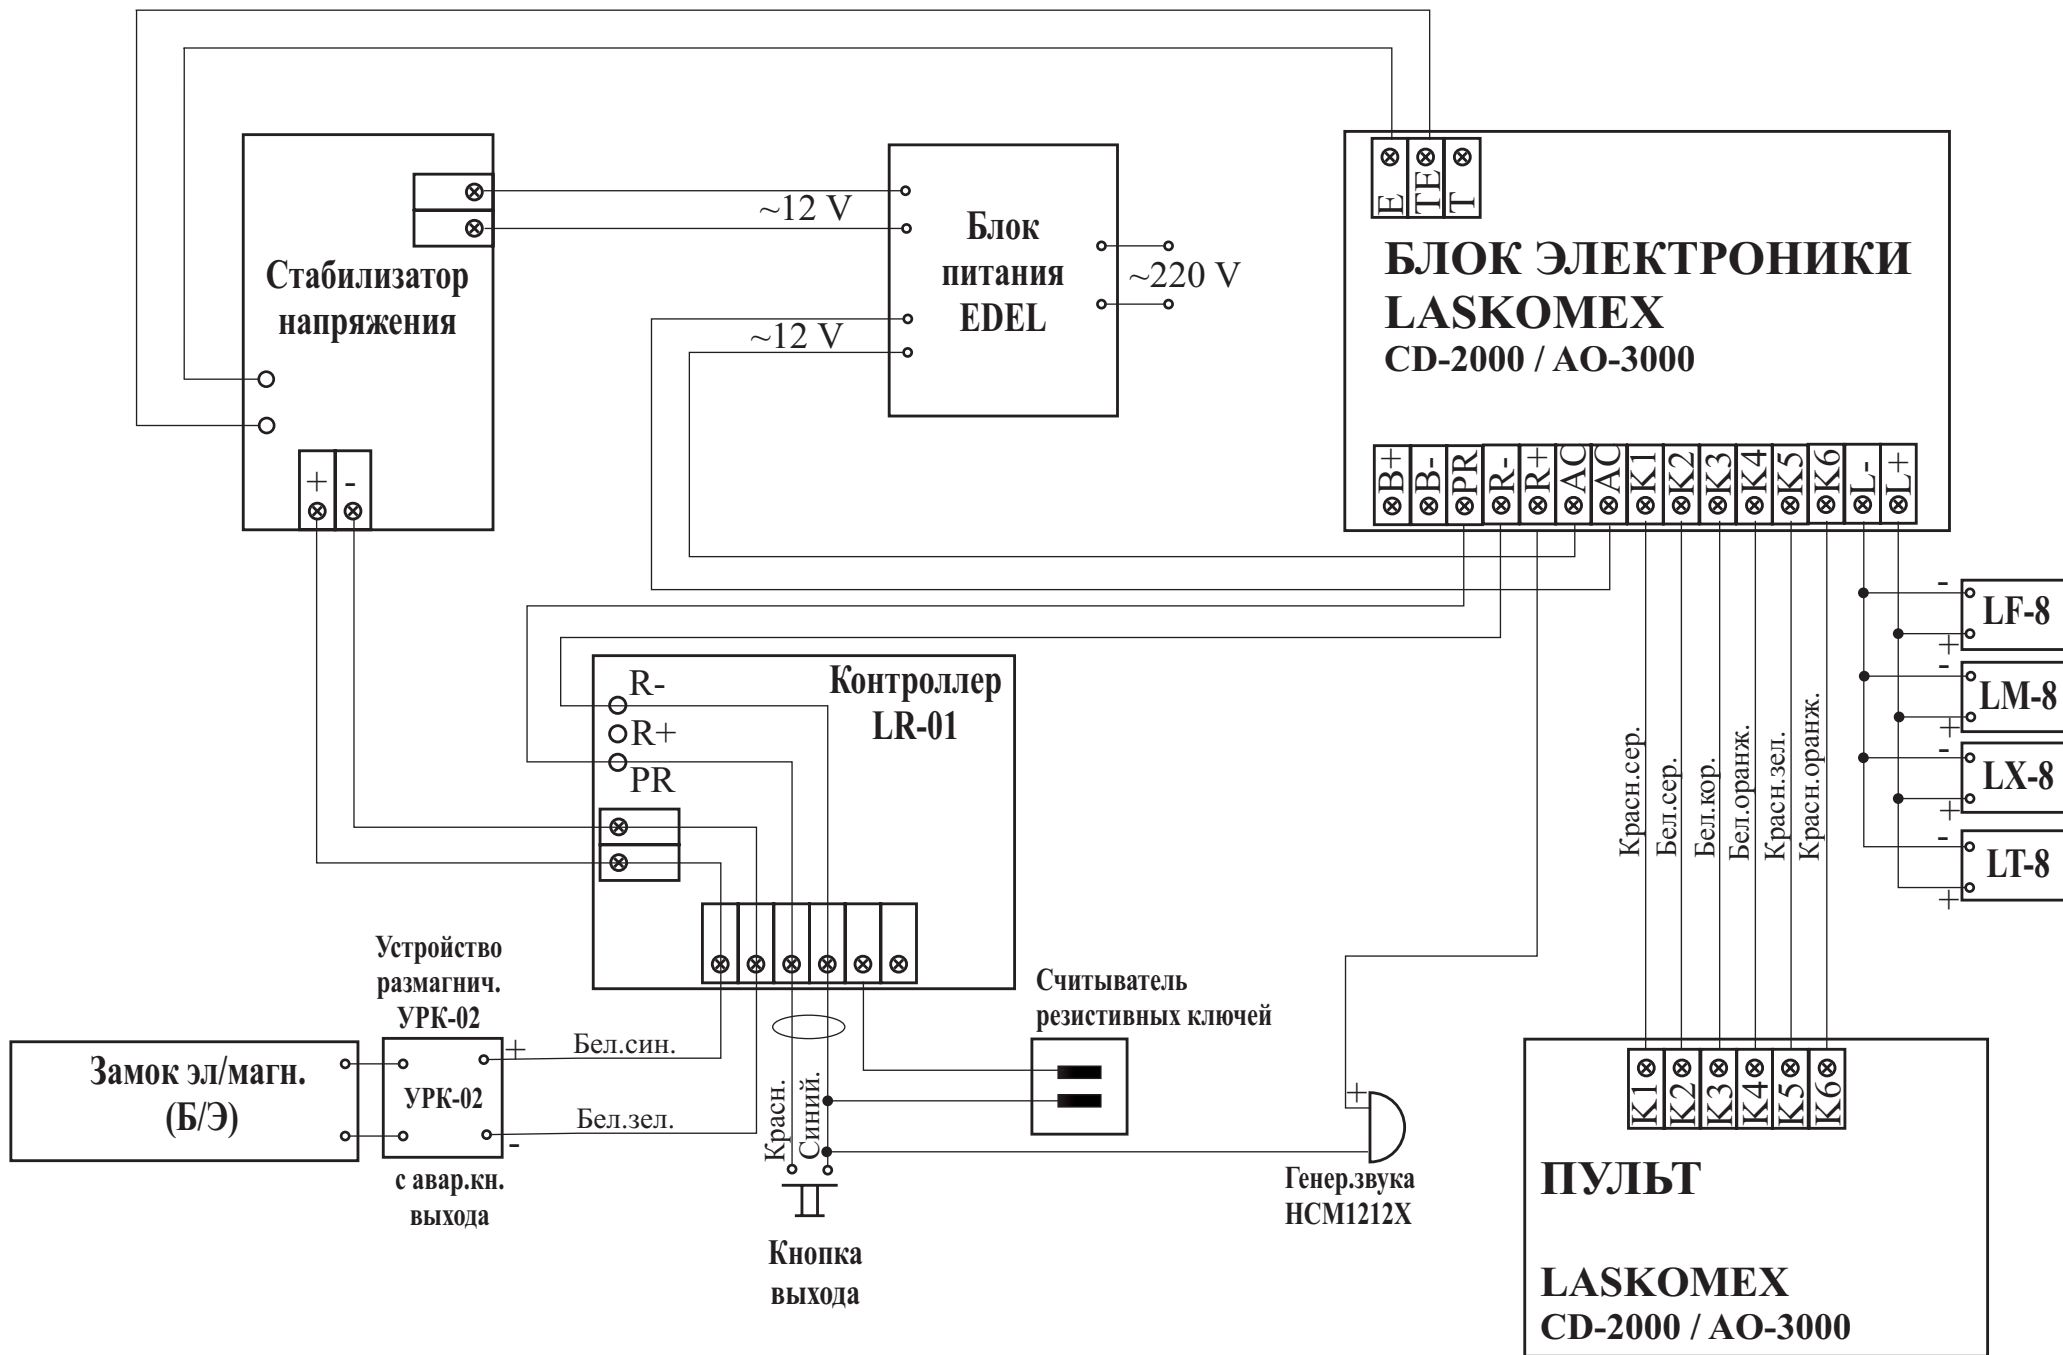 E
TE
T
~12 V
Блок
питания
EDEL
~220 V
~12 V
Стабилизатор
напряжения
+
-
БЛОК ЭЛЕКТРОНИКИ
LASKOMEX
CD-2000 / AO-3000
B+
B-
PR
R-
R+
AC
AC
K1
K2
K3
K4
K5
K6
L-
L+
-
LF-8
+
-
LM-8
+
-
LX-8
+
-
LT-8
+
R-
R+
PR
Контроллер
LR-01
Красн.сер.
Бел.сер.
Бел.кор.
Бел.оранж.
Красн.зел.
Красн.оранж.
Устройство
размагнич.
УРК-02
Замок эл/магн.
(Б/Э)
УРК-02
+
-
с авар.кн.
выхода
Бел.син.
Бел.зел.
Красн.
Синий.
Кнопка
выхода
Считыватель
резистивных ключей
+
Генер.звука
HCM1212X
K1
K2
K3
K4
K5
K6
ПУЛЬТ
LASKOMEX
CD-2000 / AO-3000